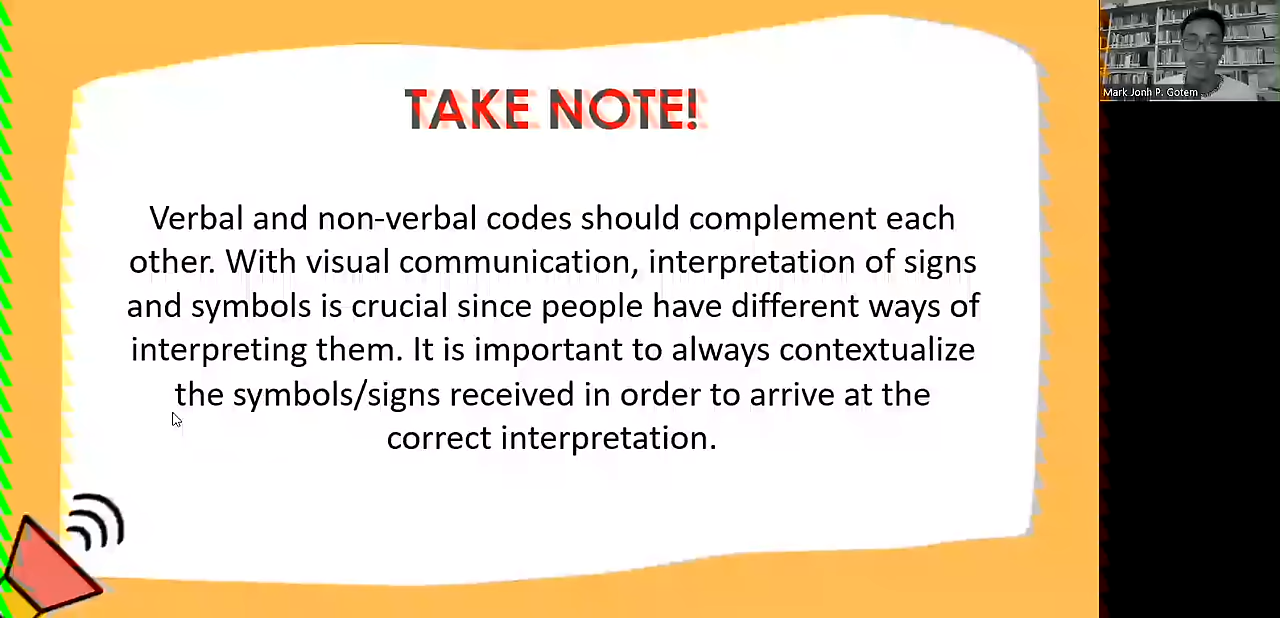 TAKE NOTE!
Verbal and non-verbal codes should complement each
other. With visual communication, interpretation of signs
and symbols is crucial since people have different ways of
interpreting them. It is important to always contextualize
the symbols/signs received in order to arrive at the
correct interpretation.
Mark Jonh P. Gotem